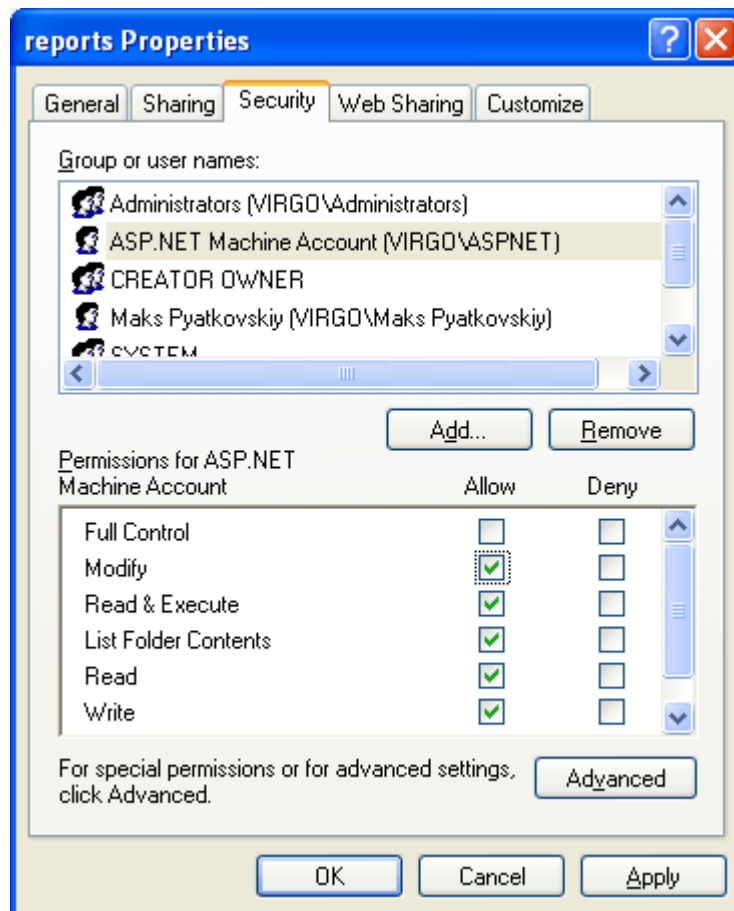 reports Properties
General Sharing Security Web Sharing Customize
Group or user names:
Administrators (VIRGO\Administrators)
ASP.NET Machine Account (VIRGO\ASPNET)
CREATOR OWNER
Maks Pyatkovskiy (VIRGO\Maks Pyatkovskiy)
SYSTEM
Add... Remove
Permissions for ASP.NET
Machine Account Allow Deny
Full Control
Modify
Read & Execute
List Folder Contents
Read
Write
For special permissions or for advanced settings,
click Advanced.
Advanced
OK Cancel Apply